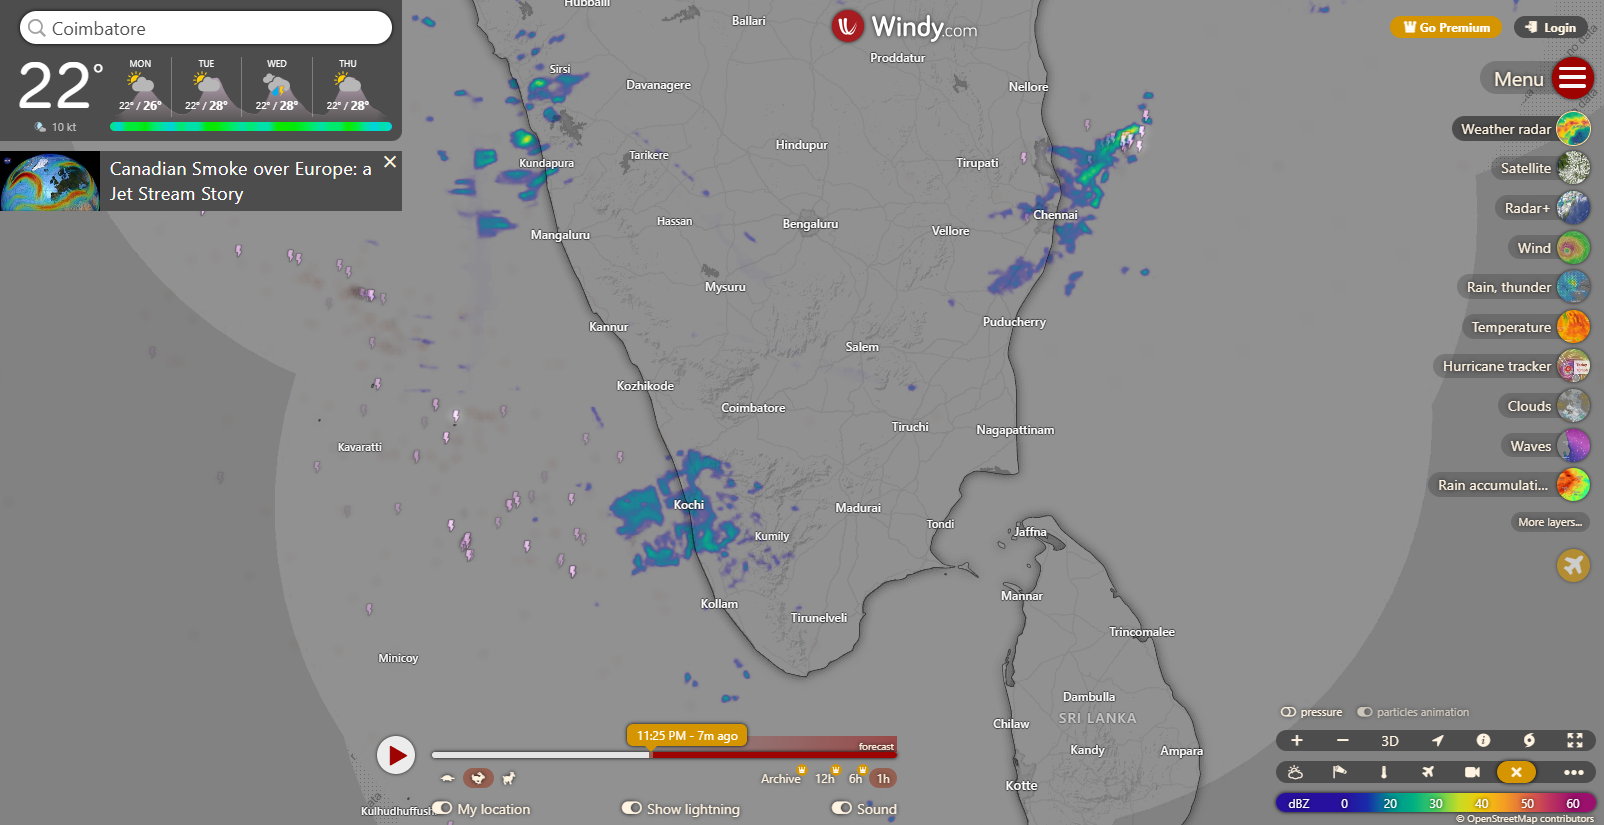 Coimbatore
22°
10 kt
MON TUE WED THU
22° / 26° 22° / 28° 22° / 28° 22° / 28°
Canadian Smoke over Europe: a
Jet Stream Story
Windy.com
Go Premium
Login
Menu
no data
Weather radar
Satellite
Radar+
Wind
Rain, thunder
Temperature
Hurricane tracker
Clouds
Waves
Rain accumulati...
More layers...
Hubballi
Ballari
Proddatur
Sirsi
Davanagere
Nellore
Kundapura
Tarikere
Hindupur
Tirupati
Chennai
Mangaluru
Hassan
Bengaluru
Vellore
Mysuru
Kannur
Puducherry
Salem
Kozhikode
Coimbatore
Tiruchi
Nagapattinam
Kavaratti
Kochi
Madurai
Tondi
Kumily
Jaffna
Mannar
Kollam
Tirunelveli
Trincomalee
Minicoy
Dambulla
SRI LANKA
Chilaw
Kandy
Ampara
Kotte
Kulhudhuffush
11:25 PM - 7m ago
forecast
Archive 12h 6h 1h
My location
Show lightning
Sound
pressure
particles animation
+ − 3D
dBZ 0 20 30 40 50 60
© OpenStreetMap contributors